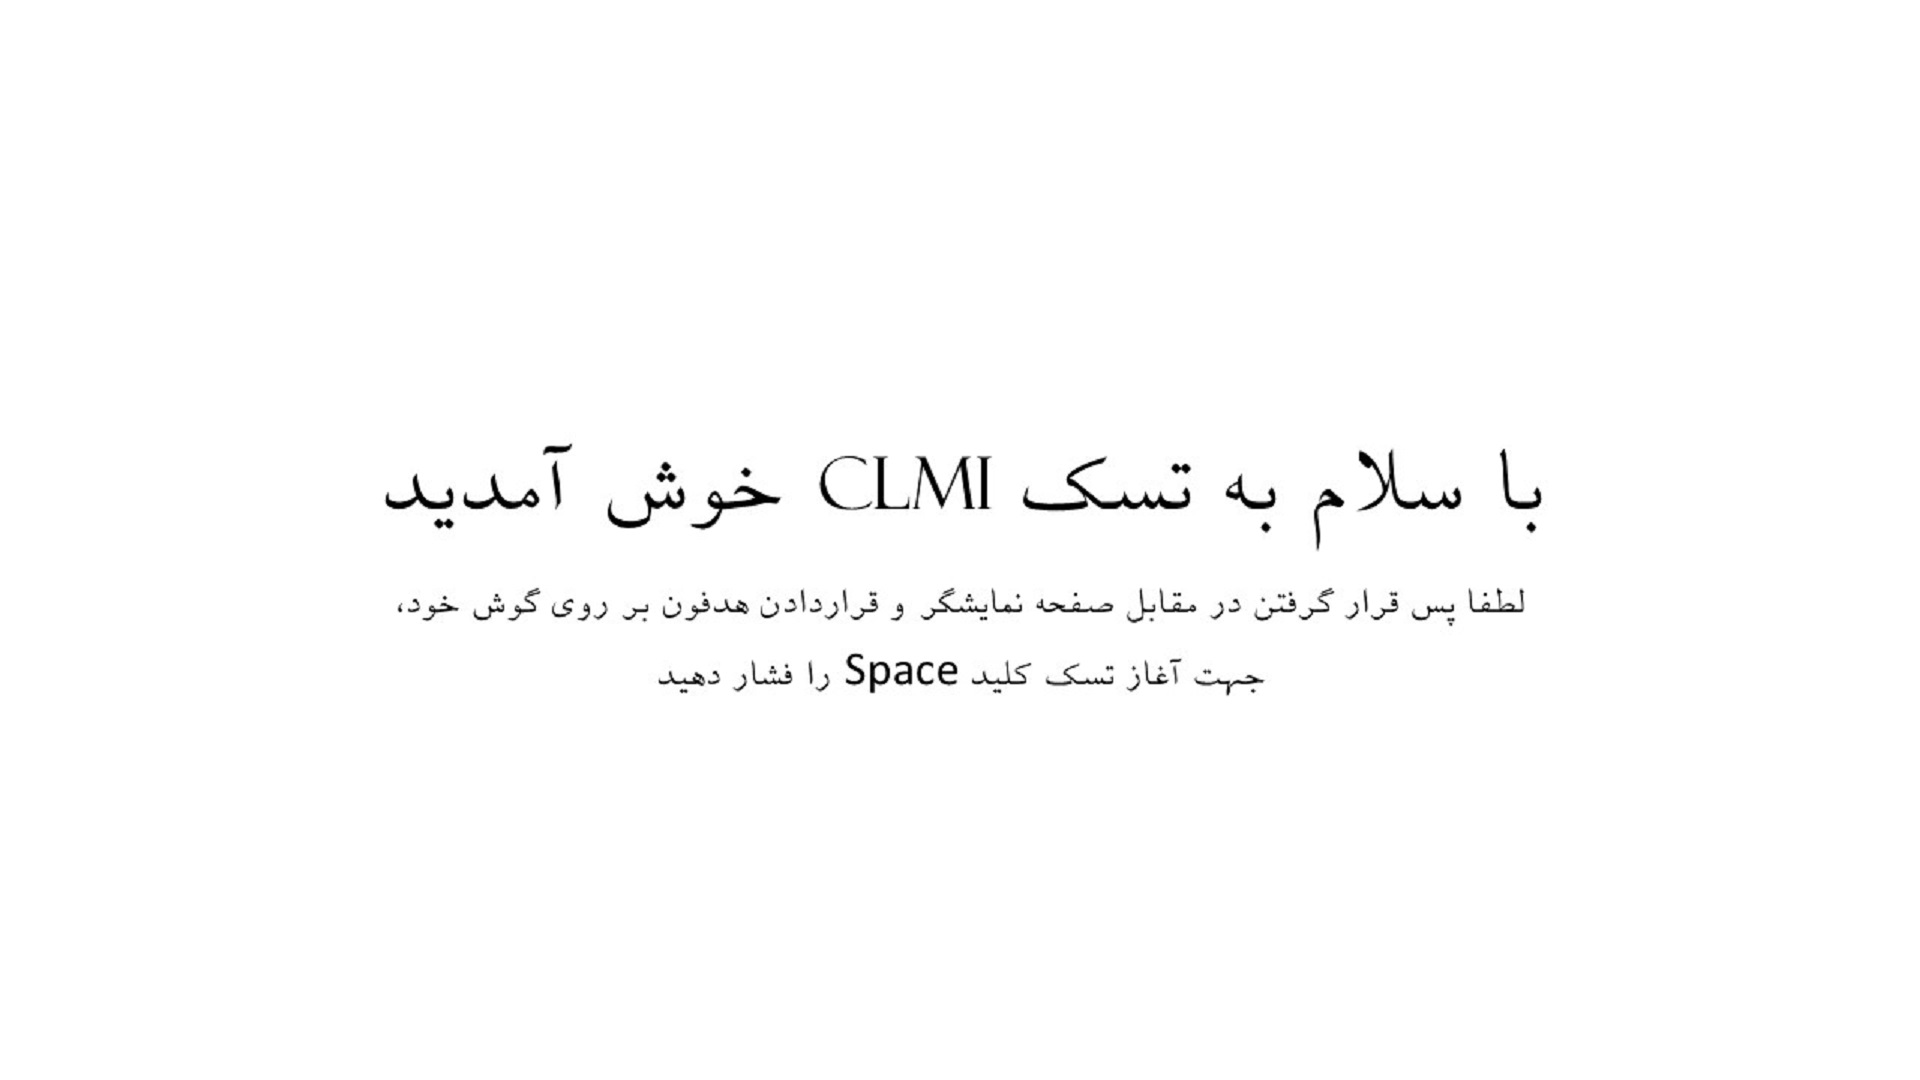 با سلام به تسک CLMI خوش آمدید
لطفا پس قرار گرفتن در مقابل صفحه نمایشگر و قراردادن هدفون بر روی گوش خود،
جهت آغاز تسک کلید Space را فشار دهید